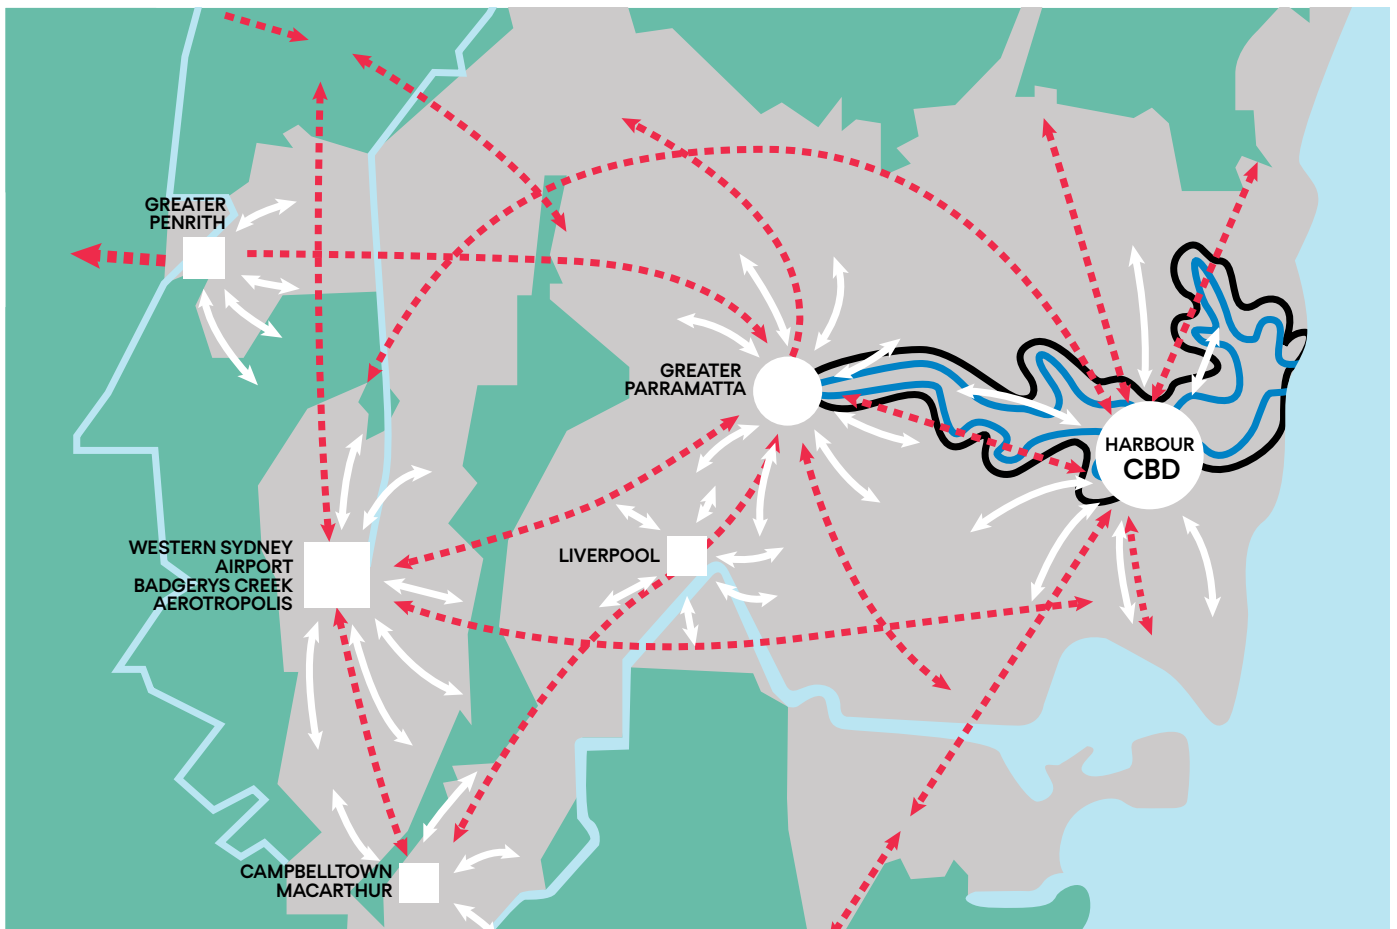 GREATER
PENRITH
GREATER
PARRAMATTA
HARBOUR
CBD
WESTERN SYDNEY
AIRPORT
BADGERYS CREEK
AEROTROPOLIS
LIVERPOOL
CAMPBELLTOWN
MACARTHUR